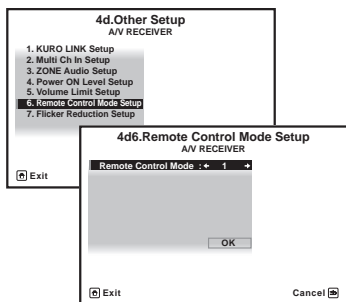 4d.Other Setup
A/V RECEIVER
1. KURO LINK Setup
2. Multi Ch In Setup
3. ZONE Audio Setup
4. Power ON Level Setup
5. Volume Limit Setup
6. Remote Control Mode Setup
7. Flicker Reduction Setup
Exit
4d6.Remote Control Mode Setup
A/V RECEIVER
Remote Control Mode : 1
OK
Exit Cancel